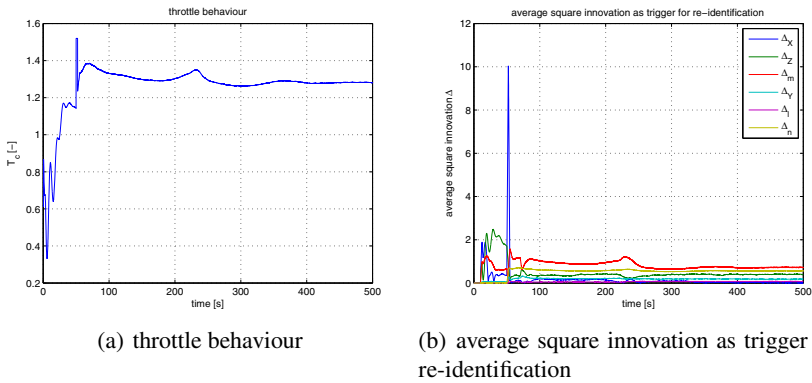 throttle behaviour
1.6
1.4
1.2
1
0.8
0.6
0.4
0.2
T_c [−]
0
100
200
300
400
500
time [s]
(a) throttle behaviour
average square innovation as trigger for re−identification
12
10
8
6
4
2
0
average square innovation Δ
Δ_X
Δ_Z
Δ_m
Δ_Y
Δ_l
Δ_n
0
100
200
300
400
500
time [s]
(b) average square innovation as trigger
re-identification